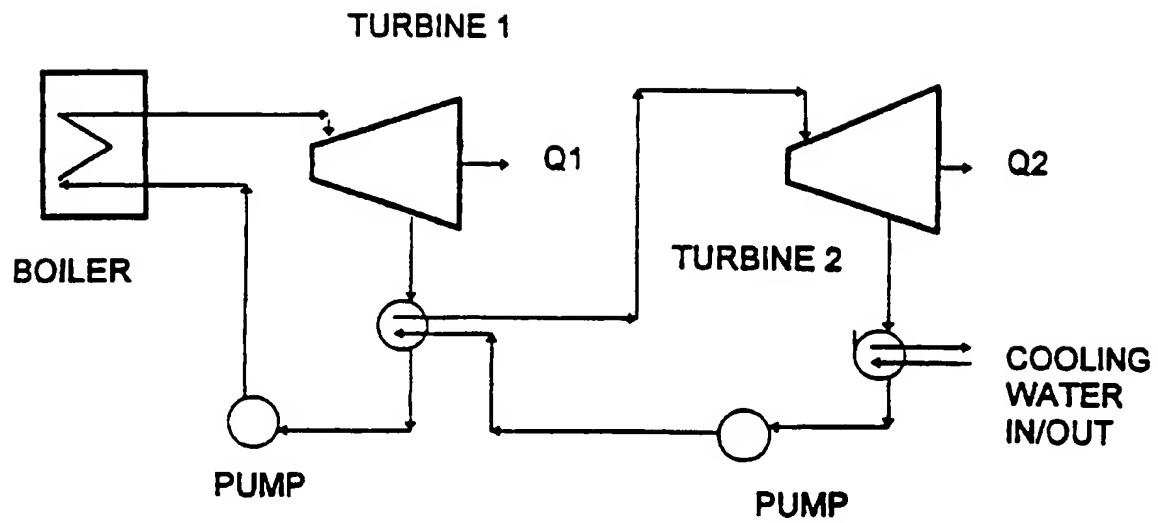 TURBINE 1
Q1
Q2
BOILER
TURBINE 2
COOLING
WATER
IN/OUT
PUMP
PUMP